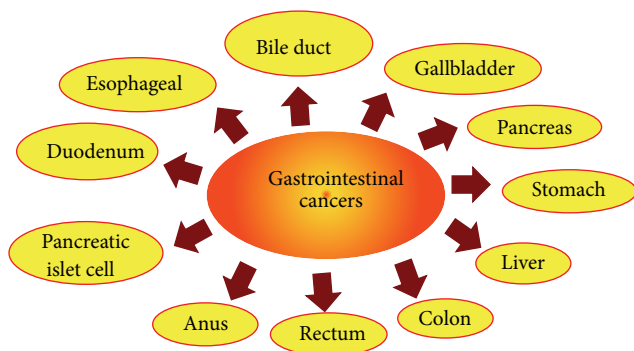 Bile duct
Esophageal
Gallbladder
Duodenum
Pancreas
Gastrointestinal
cancers
Stomach
Pancreatic
islet cell
Liver
Anus
Rectum
Colon